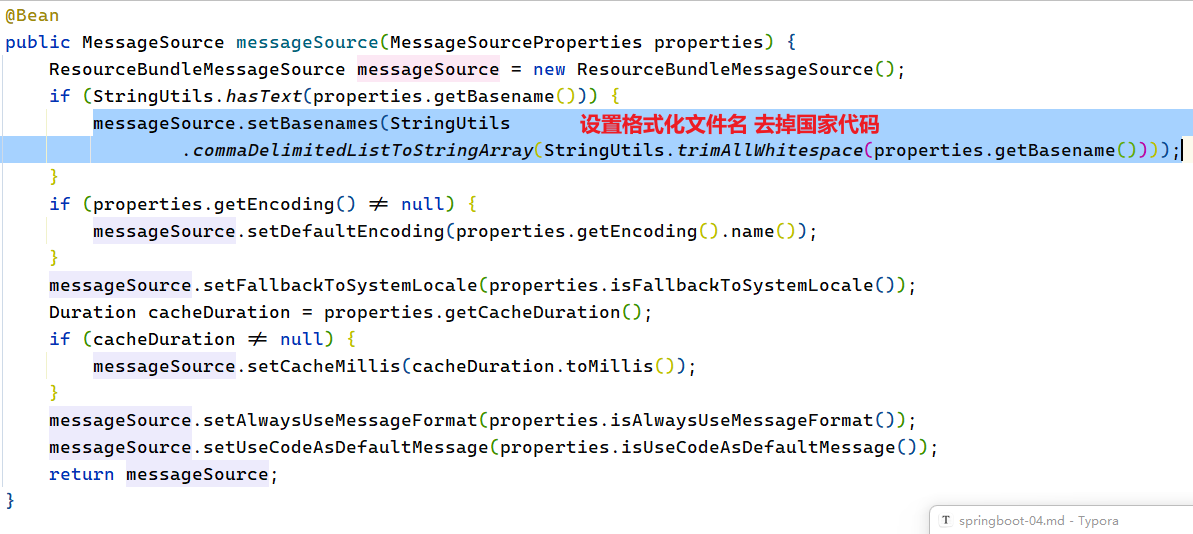 @Bean
public MessageSource messageSource(MessageSourceProperties properties) {
ResourceBundleMessageSource messageSource = new ResourceBundleMessageSource();
if (StringUtils.hasText(properties.getBasename())) {
messageSource.setBasenames(StringUtils 设置格式化文件名 去掉国家代码
.commaDelimitedListToStringArray(StringUtils.trimAllWhitespace(properties.getBasename())));
}
if (properties.getEncoding() ≠ null) {
messageSource.setDefaultEncoding(properties.getEncoding().name());
}
messageSource.setFallbackToSystemLocale(properties.isFallbackToSystemLocale());
Duration cacheDuration = properties.getCacheDuration();
if (cacheDuration ≠ null) {
messageSource.setCacheMillis(cacheDuration.toMillis());
}
messageSource.setAlwaysUseMessageFormat(properties.isAlwaysUseMessageFormat());
messageSource.setUseCodeAsDefaultMessage(properties.isUseCodeAsDefaultMessage());
return messageSource;
}
T springboot-04.md - Typora